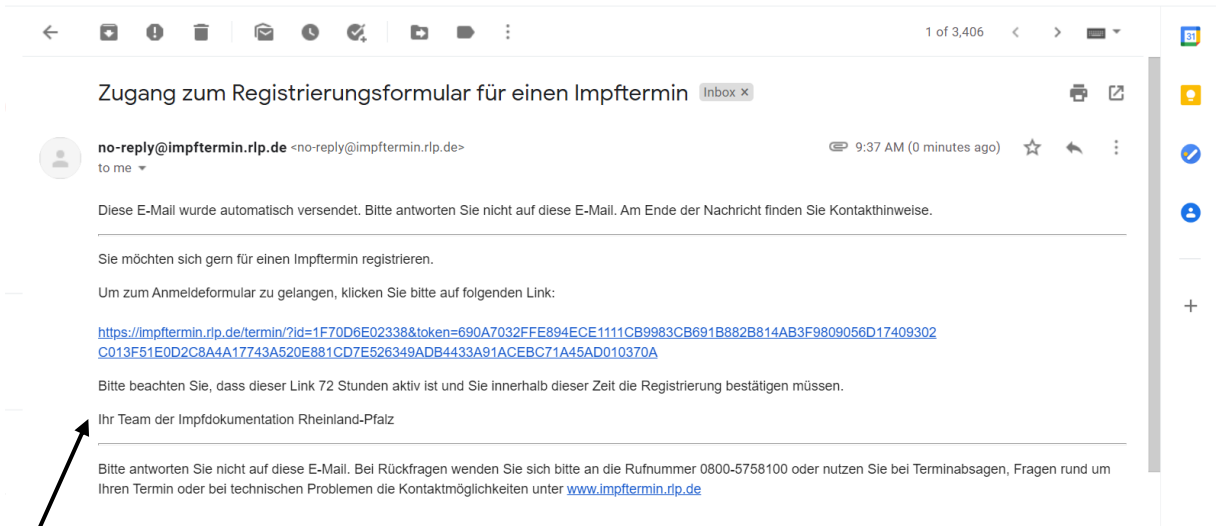 1 of 3,406
31
Zugang zum Registrierungsformular für einen Impftermin Inbox ×
no-reply@impftermin.rlp.de <no-reply@impftermin.rlp.de>
9:37 AM (0 minutes ago)
to me
Diese E-Mail wurde automatisch versendet. Bitte antworten Sie nicht auf diese E-Mail. Am Ende der Nachricht finden Sie Kontakthinweise.
Sie möchten sich gern für einen Impftermin registrieren.
Um zum Anmeldeformular zu gelangen, klicken Sie bitte auf folgenden Link:
https://impftermin.rlp.de/termin/?id=1F70D6E02338&token=690A7032FFE894ECE1111CB9983CB691B882B814AB3F9809056D17409302
C013F51E0D2C8A4A17743A520E881CD7E526349ADB4433A91ACEBC71A45AD010370A
Bitte beachten Sie, dass dieser Link 72 Stunden aktiv ist und Sie innerhalb dieser Zeit die Registrierung bestätigen müssen.
Ihr Team der Impfdokumentation Rheinland-Pfalz
Bitte antworten Sie nicht auf diese E-Mail. Bei Rückfragen wenden Sie sich bitte an die Rufnummer 0800-5758100 oder nutzen Sie bei Terminabsagen, Fragen rund um
Ihren Termin oder bei technischen Problemen die Kontaktmöglichkeiten unter www.impftermin.rlp.de